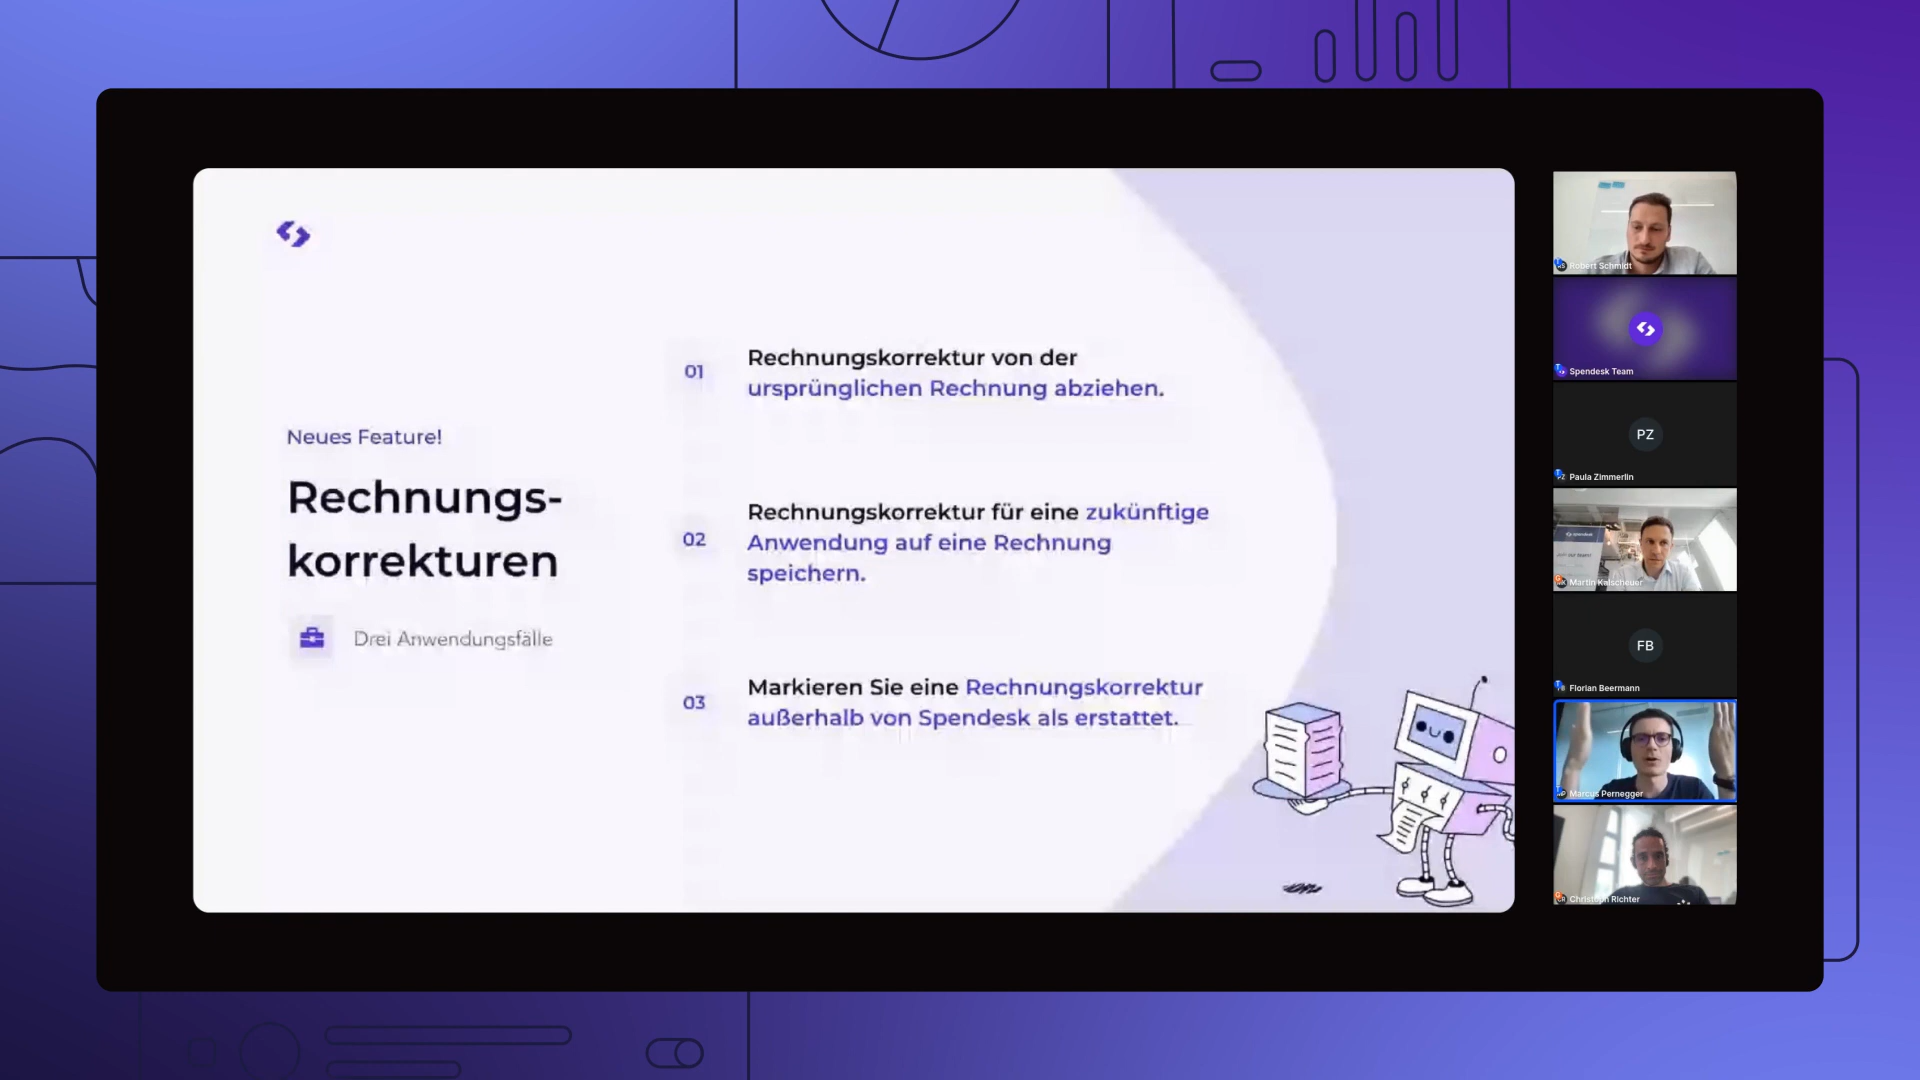 Neues Feature!
Rechnungs-
korrekturen
Drei Anwendungsfälle
01
Rechnungskorrektur von der
ursprünglichen Rechnung abziehen.
02
Rechnungskorrektur für eine zukünftige
Anwendung auf eine Rechnung
speichern.
03
Markieren Sie eine Rechnungskorrektur
außerhalb von Spendesk als erstattet.
Robert Schmidt
Spendesk Team
PZ
Paula Zimmerlin
Martin Kalscheuer
FB
Florian Beermann
Marcus Pernegger
Christoph Richter